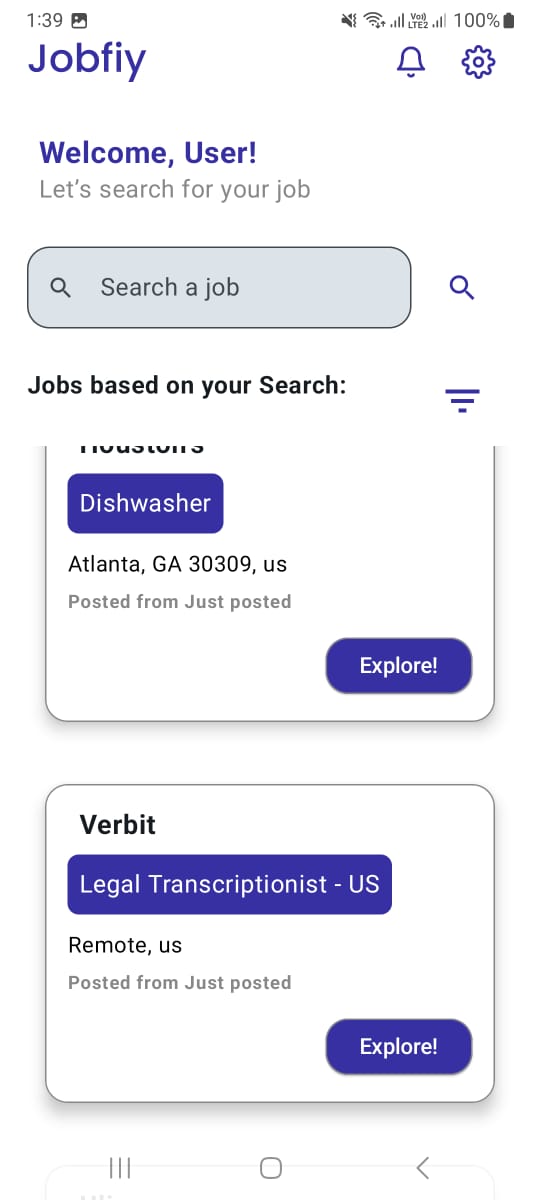 1:39 Vo)) LTE2 100%
Jobfiy
Welcome, User!
Let's search for your job
Search a job
Jobs based on your Search:
Houston's
Dishwasher
Atlanta, GA 30309, us
Posted from Just posted
Explore!
Verbit
Legal Transcriptionist - US
Remote, us
Posted from Just posted
Explore!